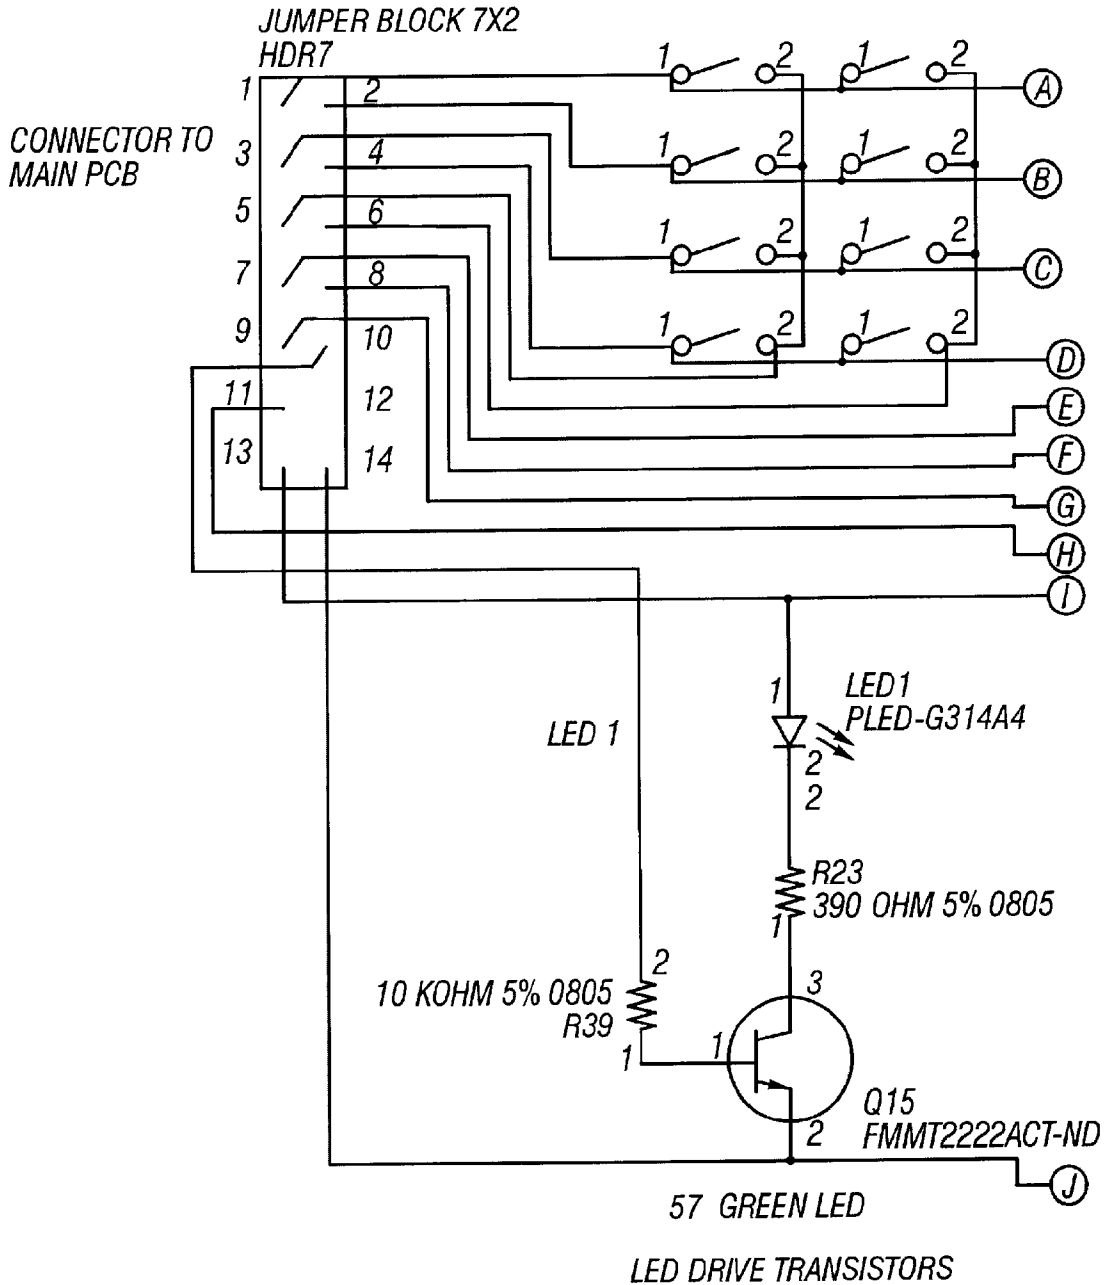 JUMPER BLOCK 7X2
HDR7
CONNECTOR TO
MAIN PCB
1 2
3 4
5 6
7 8
9 10
11 12
13 14
1 2 1 2
A
1 2 1 2
B
1 2 1 2
C
1 2 1 2
D
E
F
G
H
I
1
LED1
PLED-G314A4
2
2
LED 1
R23
390 OHM 5% 0805
1
2
10 KOHM 5% 0805
R39
1
3
1
2
Q15
FMMT2222ACT-ND
J
57 GREEN LED
LED DRIVE TRANSISTORS